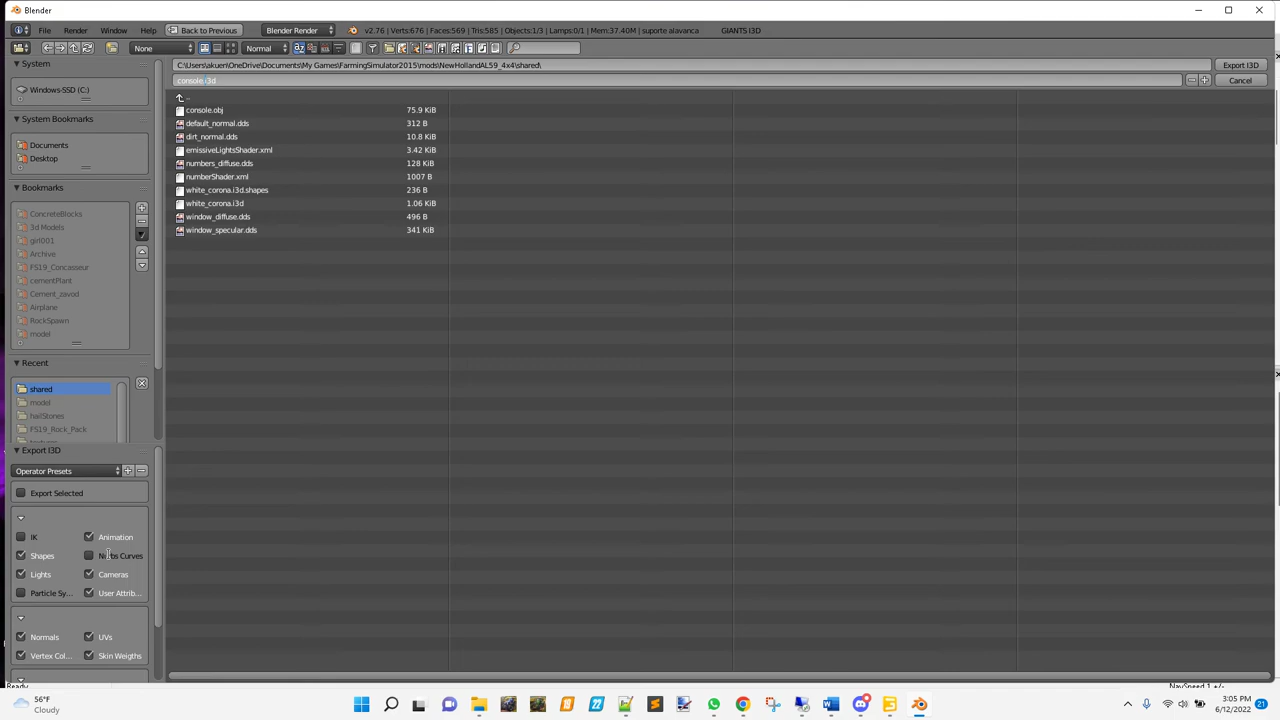 Blender
File Render Window Help Back to Previous Blender Render v2.76 | Verts:676 | Faces:569 | Tris:585 | Objects:1/3 | Lamps:0/1 | Mem:37.40M | suporte alavanca GIANTS I3D
None Normal
System
Windows-SSD (C:)
System Bookmarks
Documents
Desktop
Bookmarks
ConcreteBlocks
3d Models
girl001
Archive
FS19_Concasseur
cementPlant
Cement_zavod
Airplane
RockSpawn
model
Recent
shared
model
hailStones
FS19_Rock_Pack
Export I3D
Operator Presets
Export Selected
IK Animation
Shapes Nurbs Curves
Lights Cameras
Particle Sy... User Attrib...
Normals UVs
Vertex Col... Skin Weigths
C:\Users\akuen\OneDrive\Documents\My Games\FarmingSimulator2015\mods\NewHollandAL59_4x4\shared\ Export I3D
console.i3d Cancel
..
console.obj 75.9 KiB
default_normal.dds 312 B
dirt_normal.dds 10.8 KiB
emissiveLightsShader.xml 3.42 KiB
numbers_diffuse.dds 128 KiB
numberShader.xml 1007 B
white_corona.i3d.shapes 236 B
white_corona.i3d 1.06 KiB
window_diffuse.dds 496 B
window_specular.dds 341 KiB
56°F
Cloudy
3:05 PM
6/12/2022
21